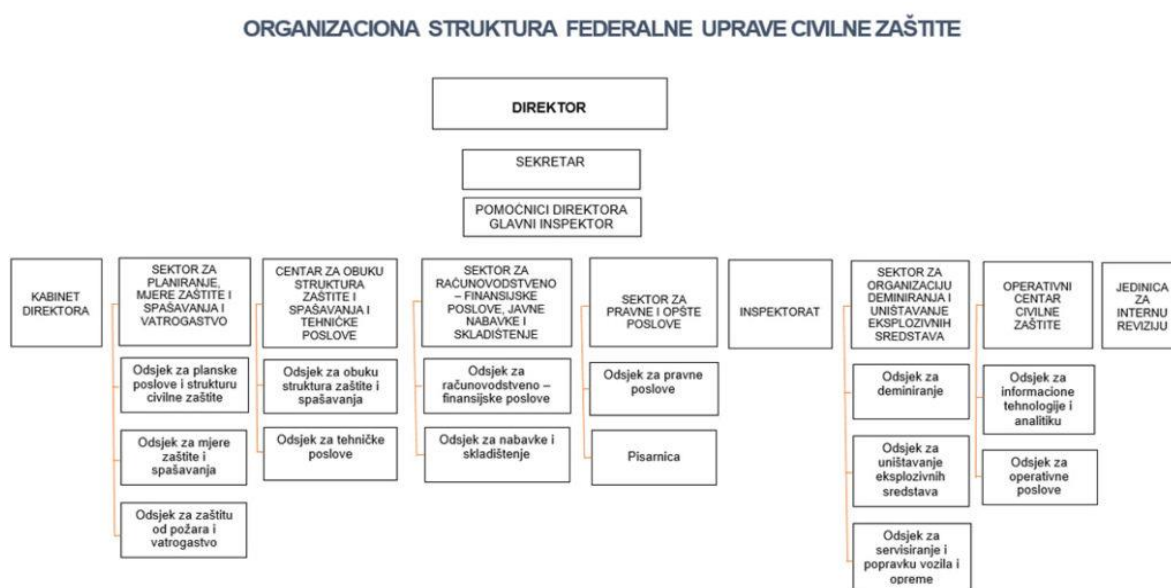 ORGANIZACIONA STRUKTURA FEDERALNE UPRAVE CIVILNE ZAŠTITE
DIREKTOR
SEKRETAR
POMOĆNICI DIREKTORA
GLAVNI INSPEKTOR
KABINET
DIREKTORA
SEKTOR ZA
PLANIRANJE,
MJERE ZAŠTITE I
SPAŠAVANJA I
VATROGASTVO
CENTAR ZA OBUKU
STRUKTURA
ZAŠTITE I
SPAŠAVANJA I
TEHNIČKE
POSLOVE
SEKTOR ZA
RAČUNOVODSTVENO
– FINANSIJSKE
POSLOVE, JAVNE
NABAVKE I
SKLADIŠTENJE
SEKTOR ZA
PRAVNE I OPŠTE
POSLOVE
INSPEKTORAT
SEKTOR ZA
ORGANIZACIJU
DEMINIRANJA I
UNIŠTAVANJE
EKSPLOZIVNIH
SREDSTAVA
OPERATIVNI
CENTAR
CIVILNE
ZAŠTITE
JEDINICA
ZA
INTERNU
REVIZIJU
Odsjek za planske
poslove i strukturu
civilne zaštite
Odsjek za obuku
struktura zaštite i
spašavanja
Odsjek za
računovodstveno –
finansijske poslove
Odsjek za pravne
poslove
Odsjek za
deminiranje
Odsjek za
informacione
tehnologije i
analitiku
Odsjek za mjere
zaštite i
spašavanja
Odsjek za tehničke
poslove
Odsjek za nabavke i
skladištenje
Pisarnica
Odsjek za
uništavanje
eksplozivnih
sredstava
Odsjek za
operativne
poslove
Odsjek za zaštitu
od požara i
vatrogastvo
Odsjek za
servisiranje i
popravku vozila i
opreme